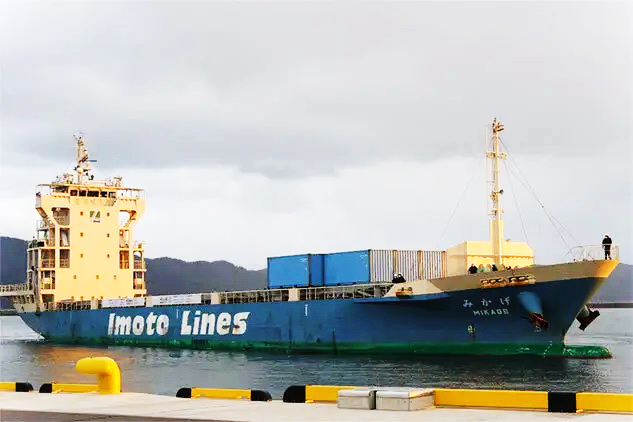 Imoto Lines
みかげ
MIKAGE